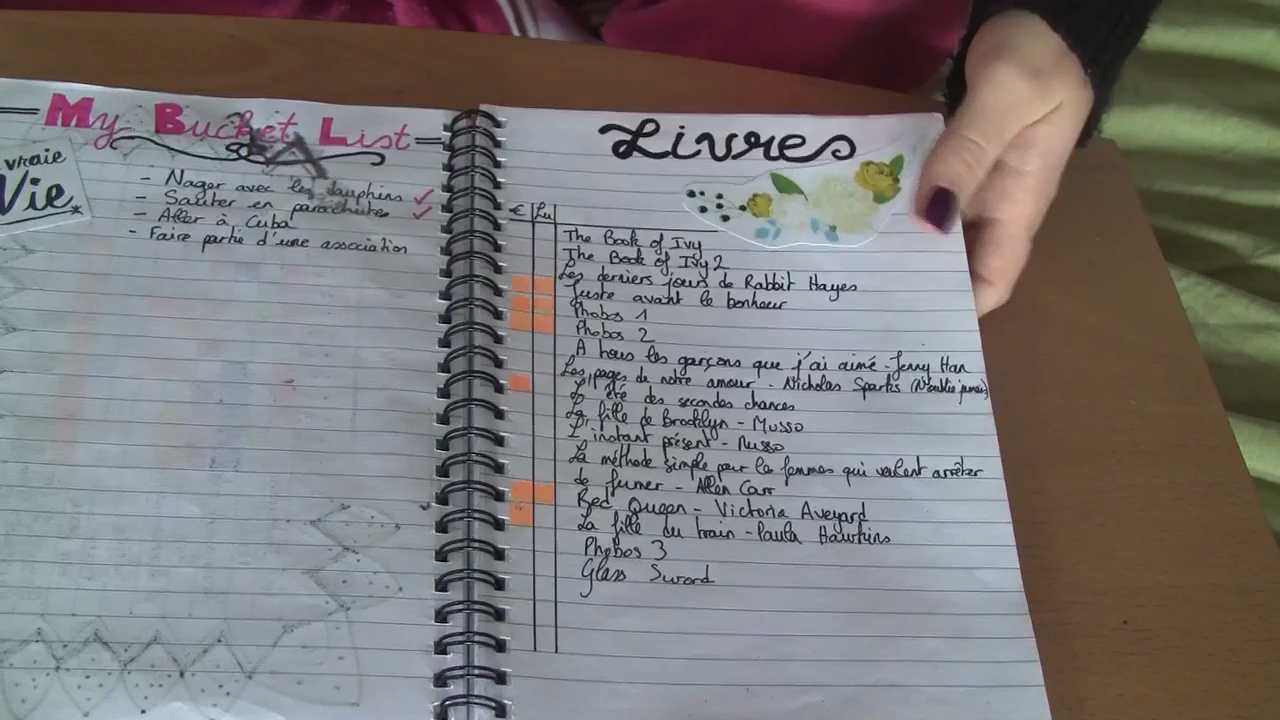 My Bucket List
vraie
Vie
- Nager avec les dauphins ✓
- Sauter en parachute ✓
- Aller à Cuba
- Faire partie d'une association
Livres
€ Lu
The Book of Ivy
The Book of Ivy 2
Les derniers jours de Rabbit Hayes
Juste avant le bonheur
Phobos 1
Phobos 2
A tous les garçons que j'ai aimé - Jenny Han
Les pages de notre amour - Nicholas Sparks (N'oublie jamais)
L'été des secondes chances
La fille de Brooklyn - Musso
L'instant présent - Musso
La méthode simple pour les femmes qui veulent arrêter
de fumer - Allen Carr
Red Queen - Victoria Aveyard
La fille du train - Paula Hawkins
Phobos 3
Glass Sword